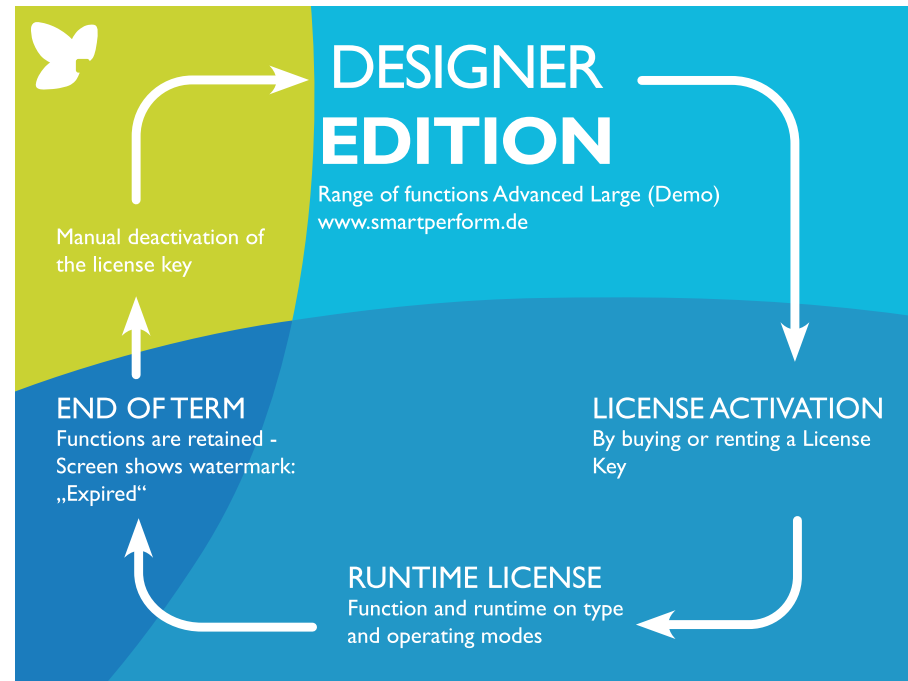 DESIGNER
EDITION
Range of functions Advanced Large (Demo)
www.smartperform.de
Manual deactivation of
the license key
END OF TERM
Functions are retained -
Screen shows watermark:
„Expired“
LICENSE ACTIVATION
By buying or renting a License
Key
RUNTIME LICENSE
Function and runtime on type
and operating modes